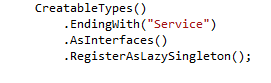 CreatableTypes()
.EndingWith("Service")
.AsInterfaces()
.RegisterAsLazySingleton();